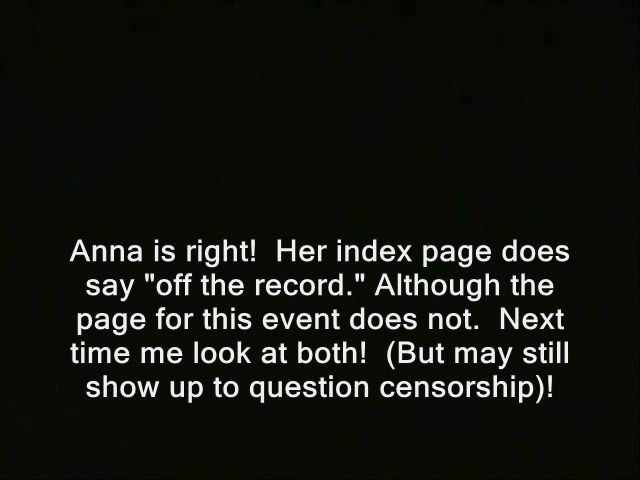 Anna is right!  Her index page does
say "off the record." Although the
page for this event does not.  Next
time me look at both!  (But may still
show up to question censorship)!